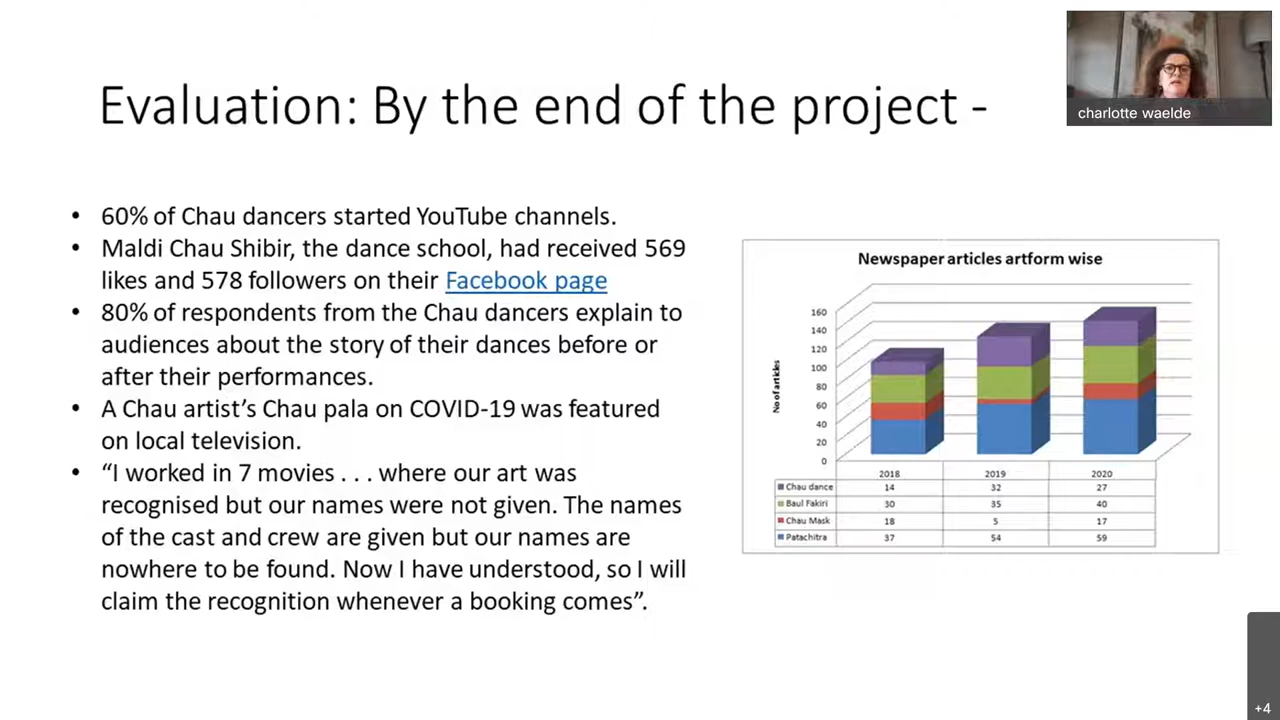 Evaluation: By the end of the project -
charlotte waelde
• 60% of Chau dancers started YouTube channels.
• Maldi Chau Shibir, the dance school, had received 569
likes and 578 followers on their Facebook page
• 80% of respondents from the Chau dancers explain to
audiences about the story of their dances before or
after their performances.
• A Chau artist’s Chau pala on COVID-19 was featured
on local television.
• “I worked in 7 movies . . . where our art was
recognised but our names were not given. The names
of the cast and crew are given but our names are
nowhere to be found. Now I have understood, so I will
claim the recognition whenever a booking comes”.
Newspaper articles artform wise
No of articles
160
140
120
100
80
60
40
20
0
2018 2019 2020
Chau dance 14 32 27
Baul Fakiri 30 35 40
Chau Mask 18 5 17
Patachitra 37 54 59
+4